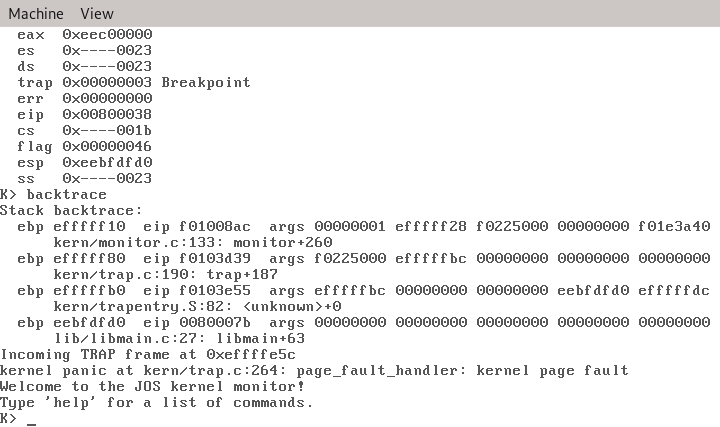 Machine View
eax 0xeec00000
es 0x----0023
ds 0x----0023
trap 0x00000003 Breakpoint
err 0x00000000
eip 0x00800038
cs 0x----001b
flag 0x00000046
esp 0xeebfdfd0
ss 0x----0023
K> backtrace
Stack backtrace:
ebp efffff10 eip f01008ac args 00000001 efffff28 f0225000 00000000 f01e3a40
kern/monitor.c:133: monitor+260
ebp efffff80 eip f0103d39 args f0225000 efffffbc 00000000 00000000 00000000
kern/trap.c:190: trap+187
ebp efffffb0 eip f0103e55 args efffffbc 00000000 00000000 eebfdfd0 efffffdc
kern/trapentry.S:82: <unknown>+0
ebp eebfdfd0 eip 0080007b args 00000000 00000000 00000000 00000000 00000000
lib/libmain.c:27: libmain+63
Incoming TRAP frame at 0xeffffe5c
kernel panic at kern/trap.c:264: page_fault_handler: kernel page fault
Welcome to the JOS kernel monitor!
Type 'help' for a list of commands.
K> _